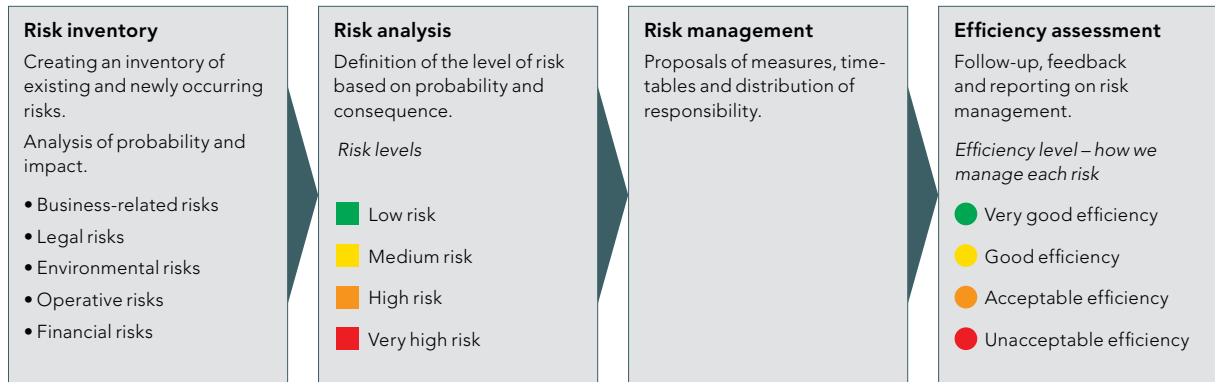 Risk inventory
Creating an inventory of
existing and newly occurring
risks.
Analysis of probability and
impact.
• Business-related risks
• Legal risks
• Environmental risks
• Operative risks
• Financial risks
Risk analysis
Definition of the level of risk
based on probability and
consequence.
Risk levels
Low risk
Medium risk
High risk
Very high risk
Risk management
Proposals of measures, time-
tables and distribution of
responsibility.
Efficiency assessment
Follow-up, feedback
and reporting on risk
management.
Efficiency level – how we
manage each risk
Very good efficiency
Good efficiency
Acceptable efficiency
Unacceptable efficiency